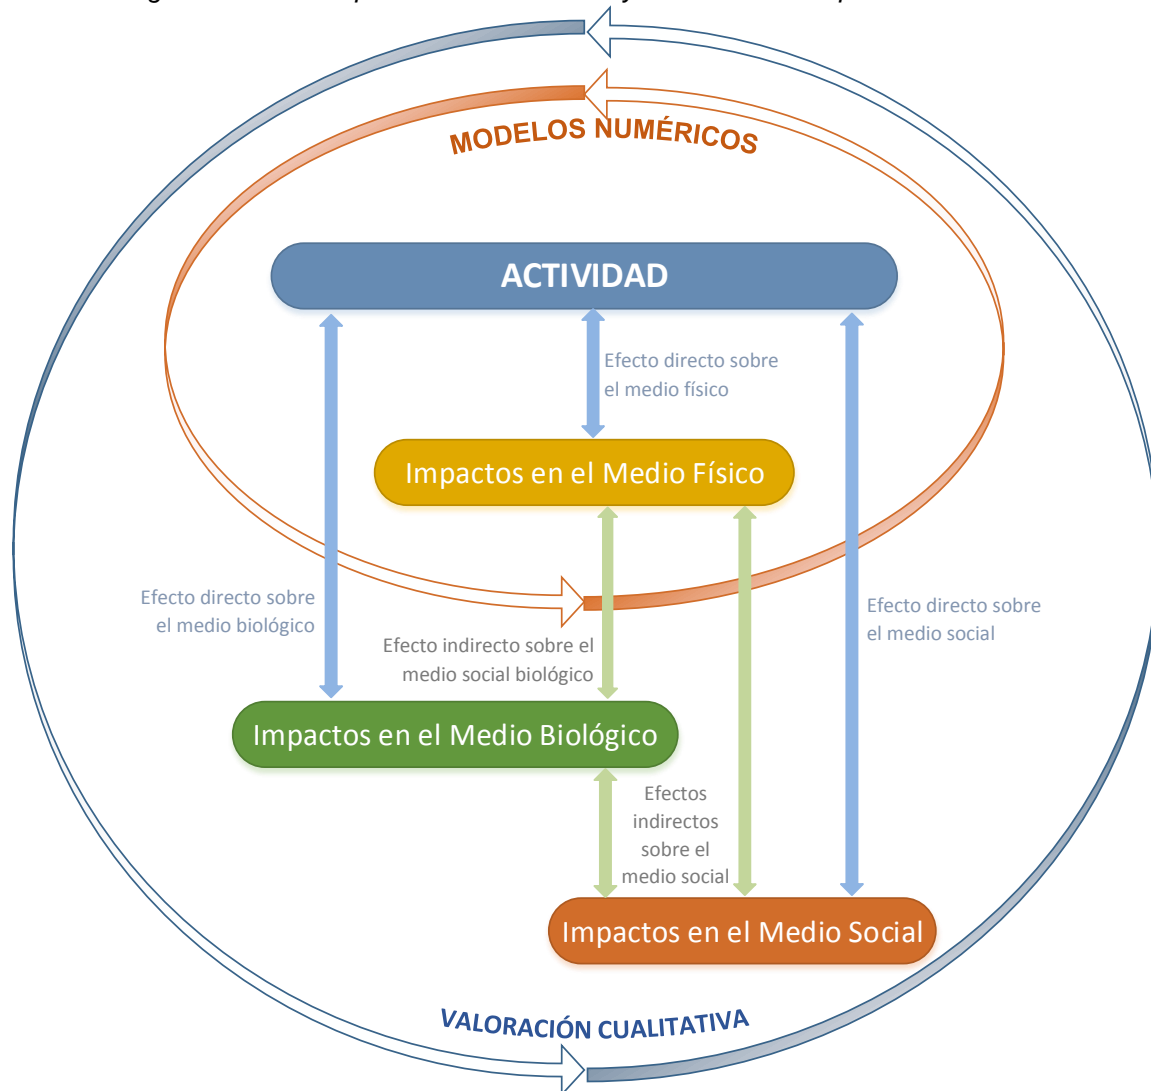 MODELOS NUMÉRICOS
ACTIVIDAD
Efecto directo sobre
el medio físico
Impactos en el Medio Físico
Efecto directo sobre
el medio biológico
Efecto directo sobre
el medio social
Efecto indirecto sobre el
medio social biológico
Impactos en el Medio Biológico
Efectos
indirectos
sobre el
medio social
Impactos en el Medio Social
VALORACIÓN CUALITATIVA